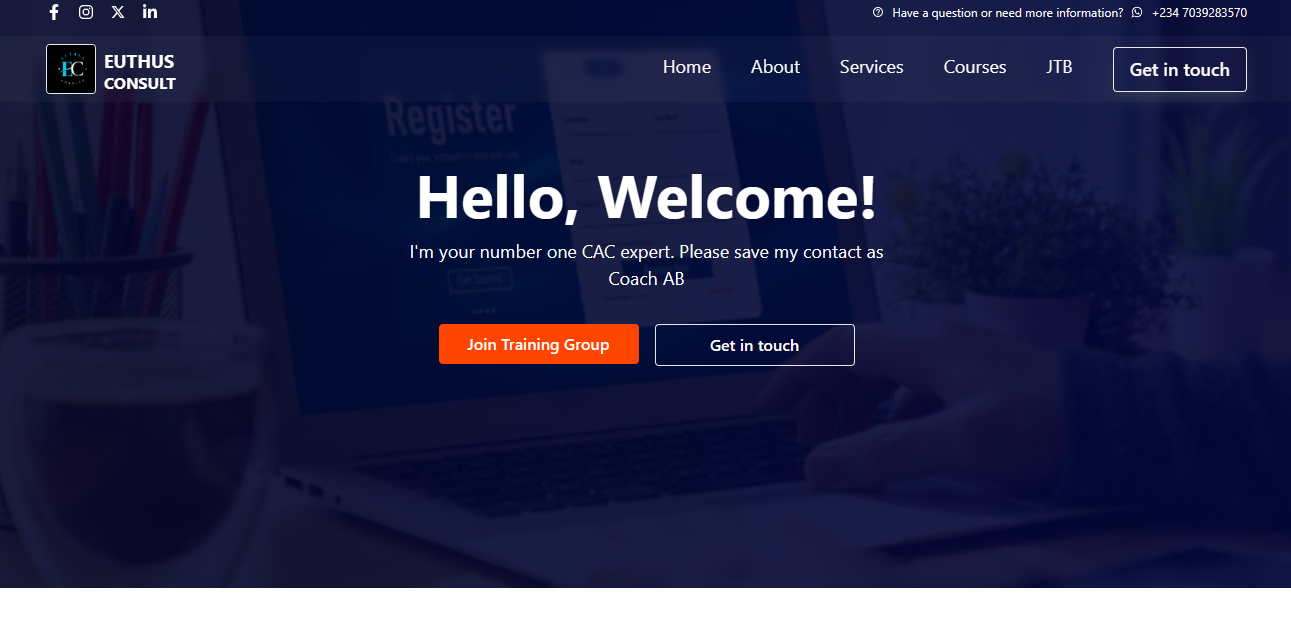 Have a question or need more information? +234 7039283570
EC
EUTHUS
CONSULT
Home About Services Courses JTB Get in touch
Register
Hello, Welcome!
I'm your number one CAC expert. Please save my contact as
Coach AB
Get Started
Join Training Group Get in touch